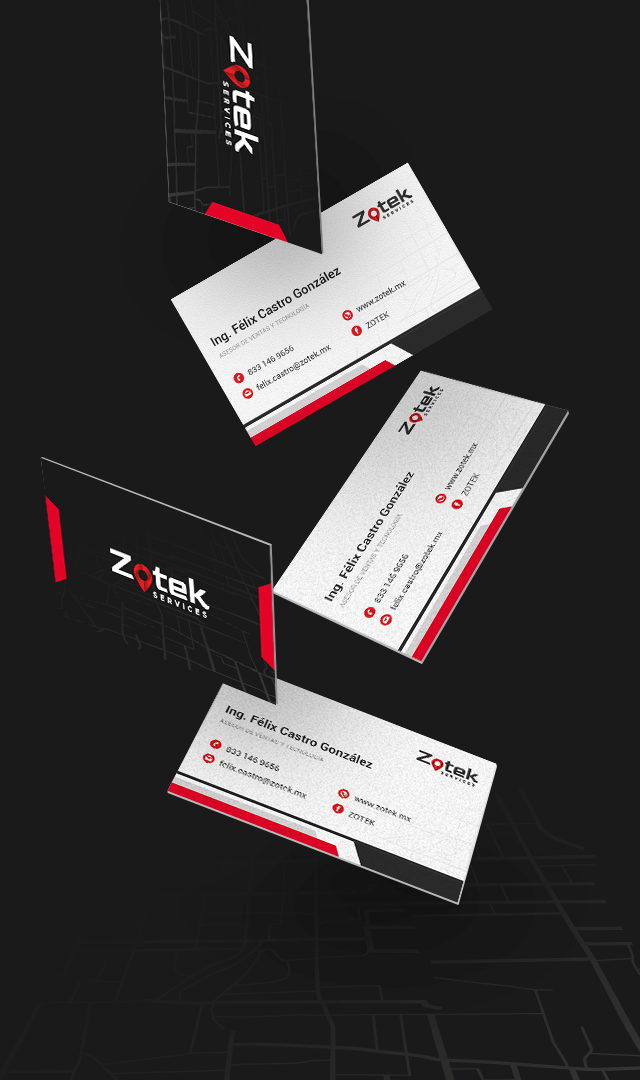 Zotek
SERVICES
Zotek
SERVICES
Ing. Félix Castro González
ASESOR DE VENTAS Y TECNOLOGÍA
833 146 9656
felix.castro@zotek.mx
www.zotek.mx
ZOTEK
Zotek
SERVICES
Ing. Félix Castro González
ASESOR DE VENTAS Y TECNOLOGÍA
833 146 9656
felix.castro@zotek.mx
www.zotek.mx
ZOTEK
Zotek
SERVICES
Zotek
SERVICES
Ing. Félix Castro González
ASESOR DE VENTAS Y TECNOLOGÍA
833 146 9656
felix.castro@zotek.mx
www.zotek.mx
ZOTEK